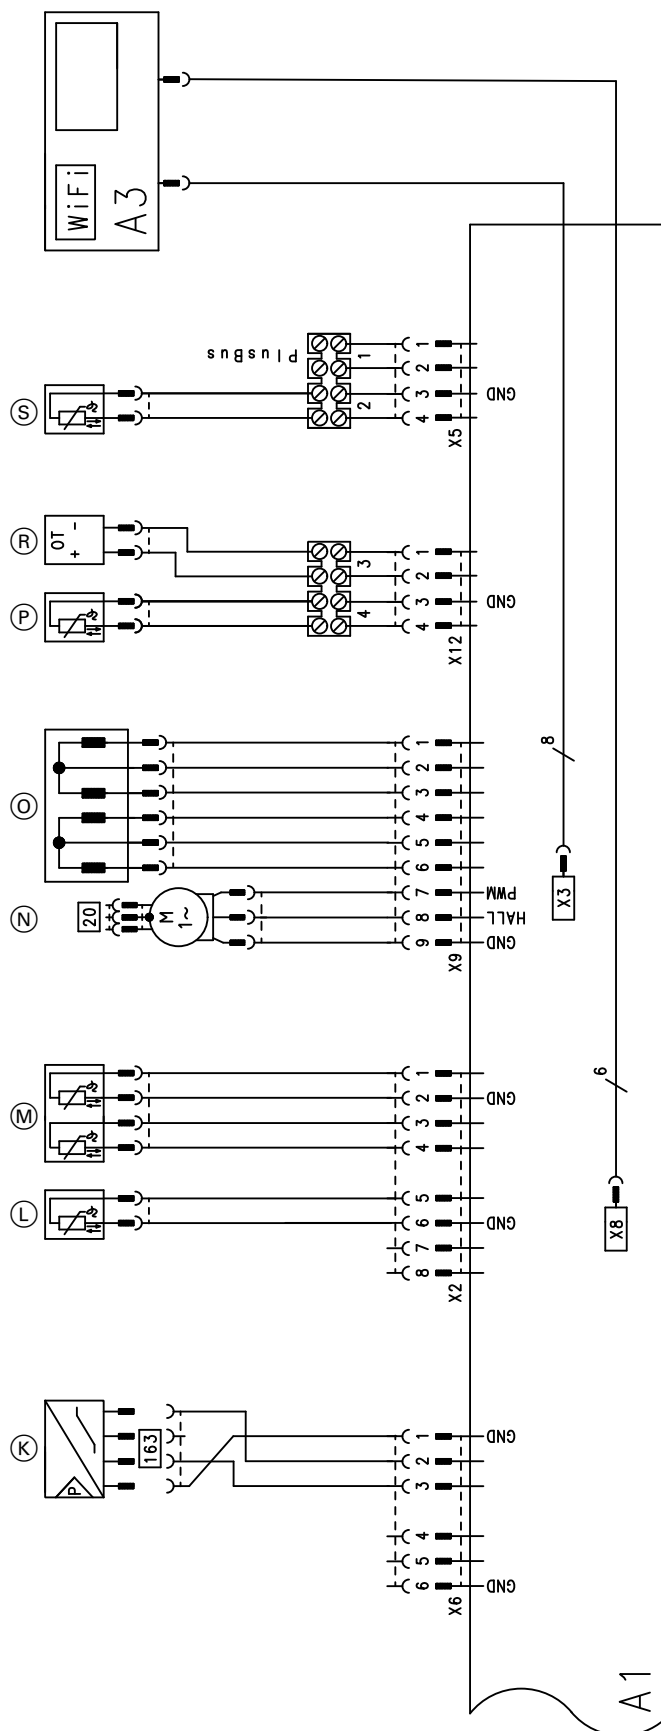 WiFi
A3
PlusBus
1
2
1
2
3
4
GND
X5
S
R
OT
+ -
P
3
4
1
2
3
4
GND
X12
O
1
2
3
4
5
6
7
8
9
PWM
HALL
GND
X9
8
X3
N
20
M
1~
M
1
2
3
4
GND
6
X8
L
5
6
7
8
GND
X2
K
P
163
1
2
3
4
5
6
GND
GND
X6
A1